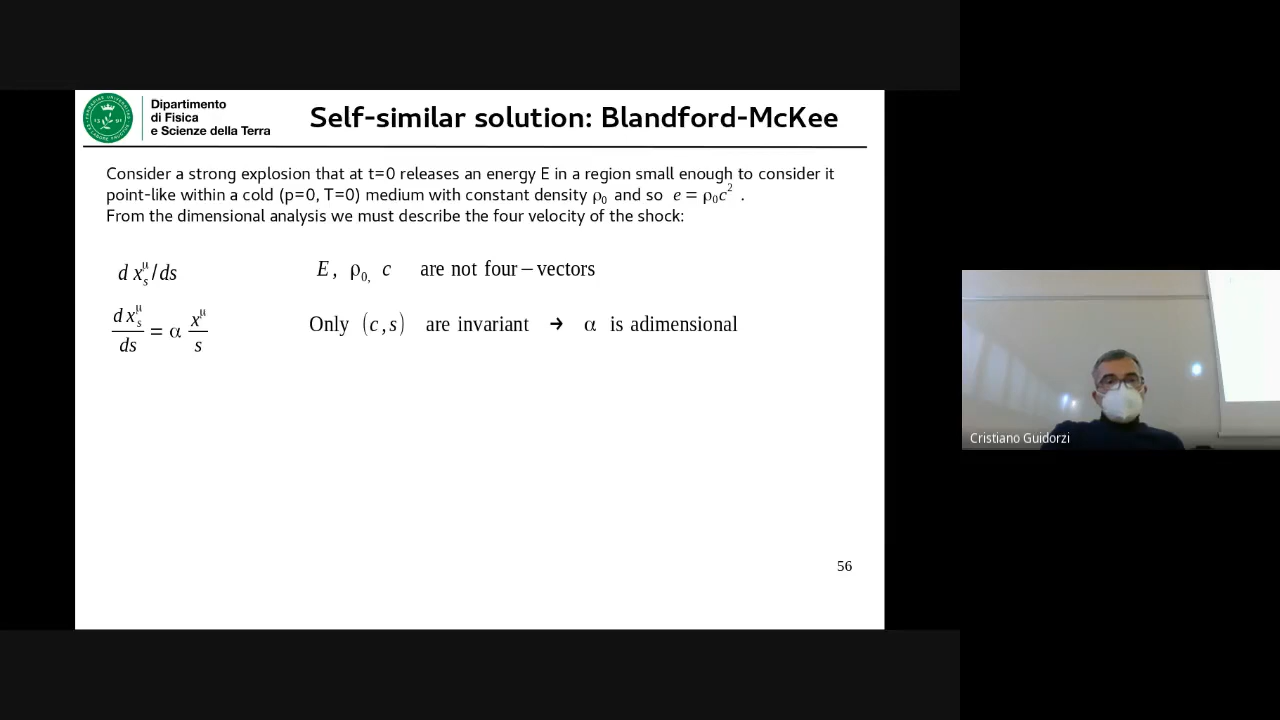 Dipartimento
di Fisica
e Scienze della Terra
Self-similar solution: Blandford-McKee
Consider a strong explosion that at t=0 releases an energy E in a region small enough to consider it
point-like within a cold (p=0, T=0) medium with constant density ρ₀ and so e = ρ₀c² .
From the dimensional analysis we must describe the four velocity of the shock:
d xₛ^μ/ds
E, ρ₀, c are not four−vectors
d xₛ^μ/ds = α x^μ/s
Only (c,s) are invariant → α is adimensional
56
Cristiano Guidorzi